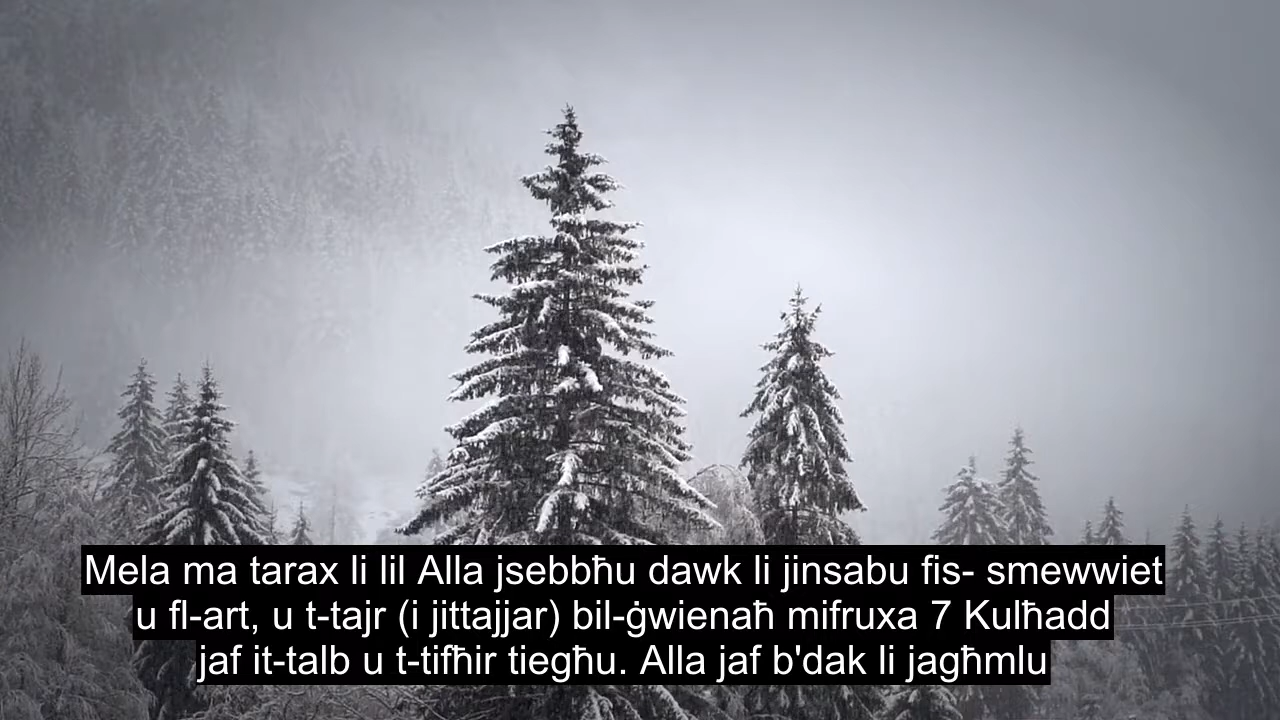 Mela ma tarax li lil Alla jsebbħu dawk li jinsabu fis- smewwiet
u fl-art, u t-tajr (i jittajjar) bil-ġwienaħ mifruxa 7 Kulħadd
jaf it-talb u t-tifħir tiegħu. Alla jaf b'dak li jagħmlu